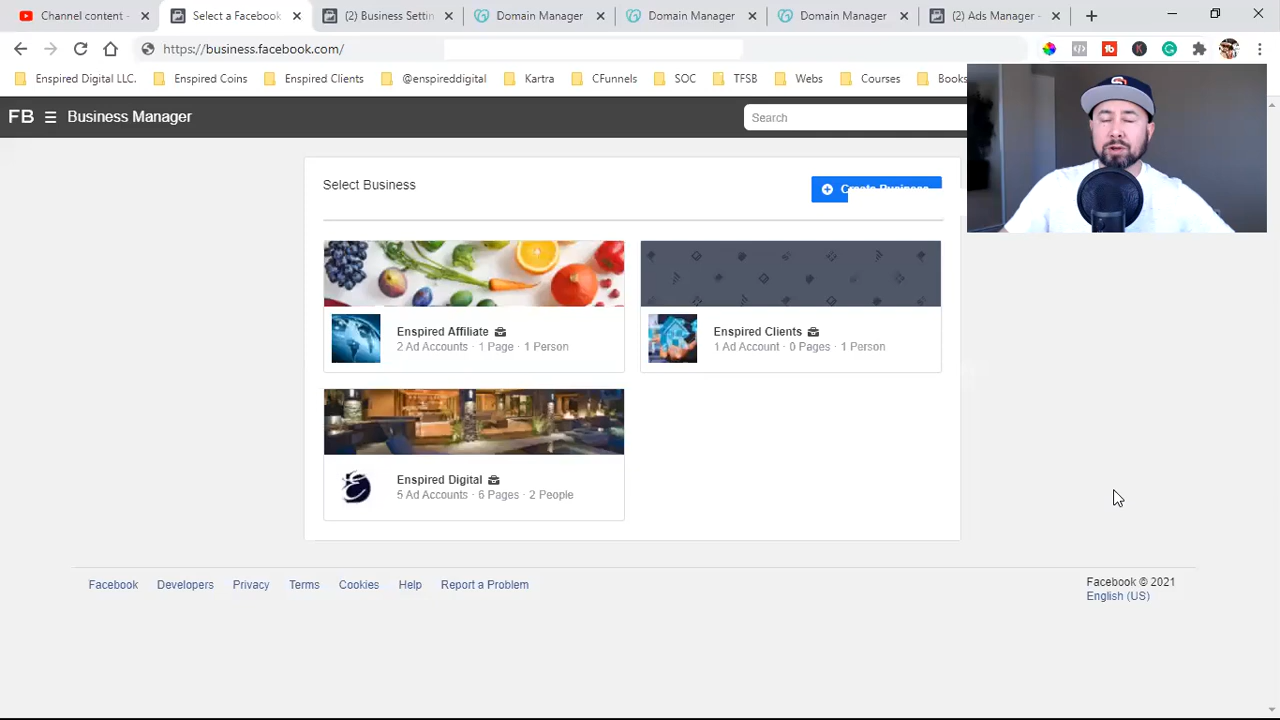 Channel content -
Select a Facebook
(2) Business Settin
Domain Manager
Domain Manager
Domain Manager
(2) Ads Manager -
https://business.facebook.com/
Enspired Digital LLC.
Enspired Coins
Enspired Clients
@enspireddigital
Kartra
CFunnels
SOC
TFSB
Webs
Courses
Books
FB
Business Manager
Search
Select Business
Create Business
Enspired Affiliate
2 Ad Accounts · 1 Page · 1 Person
Enspired Clients
1 Ad Account · 0 Pages · 1 Person
Enspired Digital
5 Ad Accounts · 6 Pages · 2 People
Facebook
Developers
Privacy
Terms
Cookies
Help
Report a Problem
Facebook © 2021
English (US)